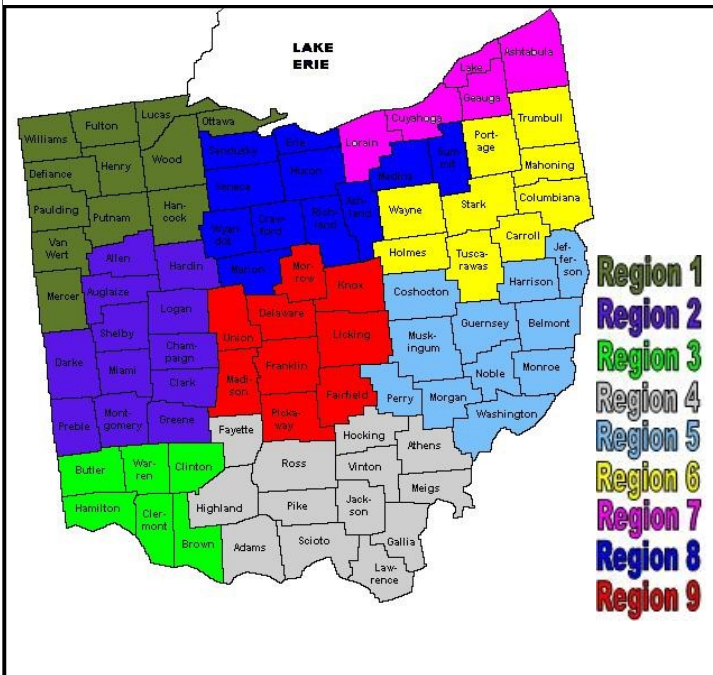 LAKE
ERIE
Ashtabula
Lake
Geauga
Cuyahoga
Lorain
Lucas
Ottawa
Fulton
Williams
Wood
Henry
Defiance
Sandusky
Erie
Huron
Seneca
Medina
Summit
Port-
age
Trumbull
Mahoning
Columbiana
Paulding
Putnam
Han-
cock
Van
Wert
Mercer
Allen
Hardin
Auglaize
Wyan-
dot
Craw-
ford
Rich-
land
Ash-
land
Marion
Wayne
Stark
Holmes
Tusca-
rawas
Carroll
Jef-
fer-
son
Harrison
Mor-
row
Knox
Coshocton
Logan
Shelby
Union
Delaware
Licking
Darke
Miami
Cham-
paign
Clark
Madi-
son
Franklin
Mus-
kingum
Guernsey
Belmont
Noble
Monroe
Preble
Mont-
gomery
Greene
Picka-
way
Fairfield
Perry
Morgan
Washington
Fayette
Hocking
Athens
Butler
War-
ren
Clinton
Ross
Vinton
Meigs
Hamilton
Cler-
mont
Brown
Highland
Pike
Jack-
son
Gallia
Adams
Scioto
Law-
rence
Region 1
Region 2
Region 3
Region 4
Region 5
Region 6
Region 7
Region 8
Region 9